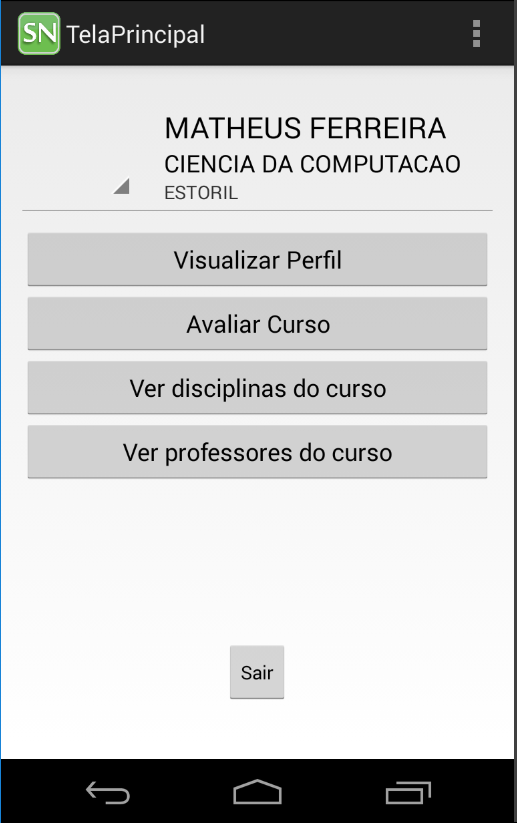 SN TelaPrincipal
MATHEUS FERREIRA
CIENCIA DA COMPUTACAO
ESTORIL
Visualizar Perfil
Avaliar Curso
Ver disciplinas do curso
Ver professores do curso
Sair